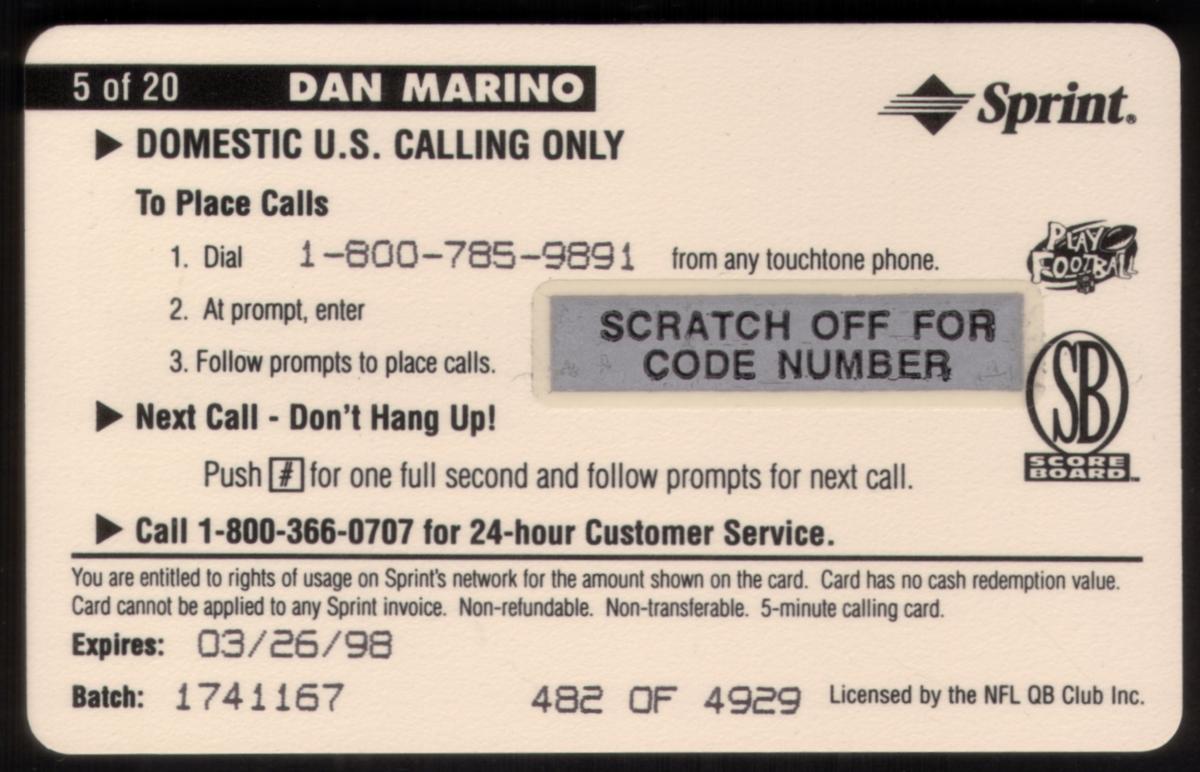 5 of 20 DAN MARINO
Sprint®
▶ DOMESTIC U.S. CALLING ONLY
To Place Calls
1. Dial 1-800-785-9891 from any touchtone phone.
PLAY
FOOTBALL
2. At prompt, enter
SCRATCH OFF FOR
CODE NUMBER
3. Follow prompts to place calls.
SB
SCORE
BOARD™
▶ Next Call - Don't Hang Up!
Push # for one full second and follow prompts for next call.
▶ Call 1-800-366-0707 for 24-hour Customer Service.
You are entitled to rights of usage on Sprint's network for the amount shown on the card. Card has no cash redemption value.
Card cannot be applied to any Sprint invoice. Non-refundable. Non-transferable. 5-minute calling card.
Expires: 03/26/98
Batch: 1741167 482 OF 4929 Licensed by the NFL QB Club Inc.